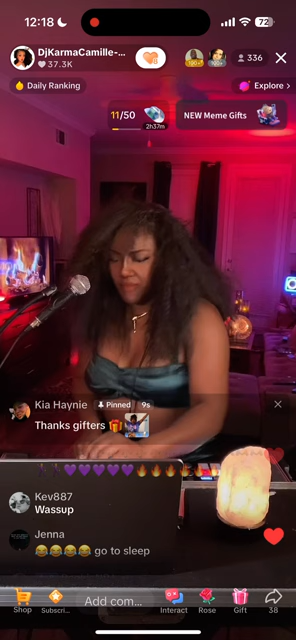 12:18
72
DjKarmaCamille-...
37.3K
336
Daily Ranking
Explore >
11/50
2h37m
NEW Meme Gifts
Kia Haynie Pinned 9s
Thanks gifters
Kev887
Wassup
Jenna
go to sleep
Shop
Subscri...
Add com...
Interact
Rose
Gift
38